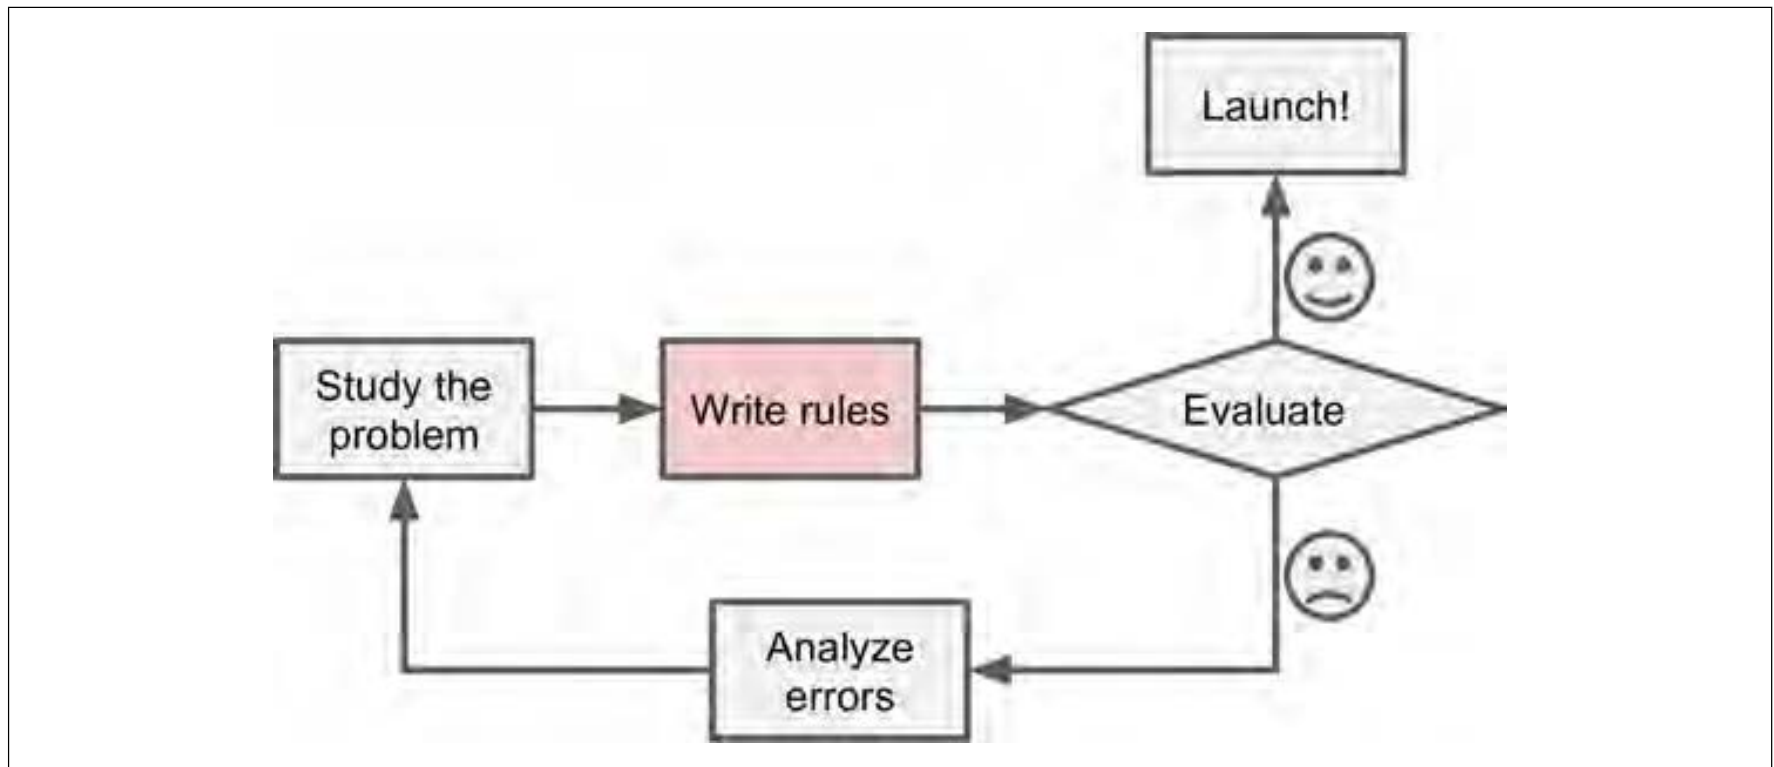 Launch!
Study the
problem
Write rules
Evaluate
Analyze
errors